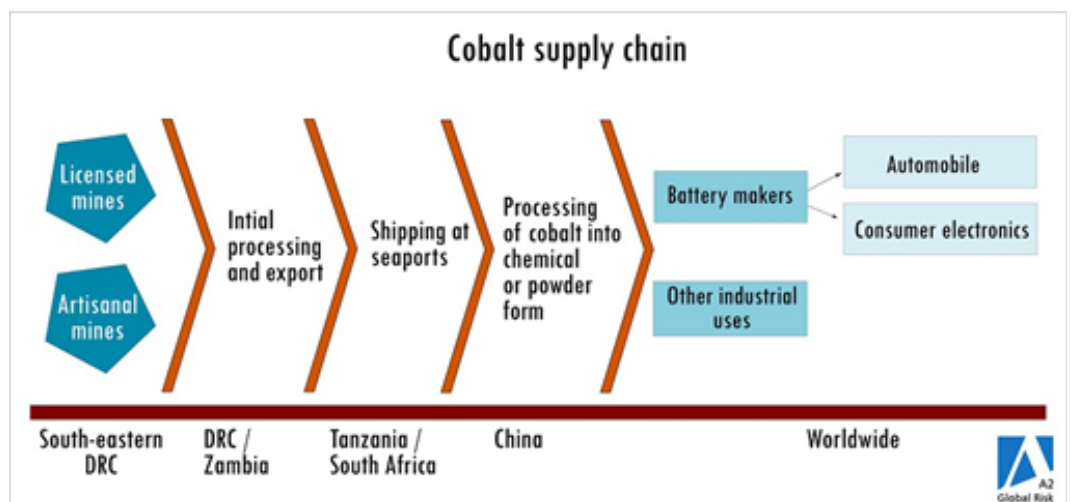 Cobalt supply chain
Licensed
mines
Artisanal
mines
Intial
processing
and export
Shipping at
seaports
Processing
of cobalt into
chemical
or powder
form
Battery makers
Automobile
Consumer electronics
Other industrial
uses
South-eastern
DRC
DRC /
Zambia
Tanzania /
South Africa
China
Worldwide
A2
Global Risk